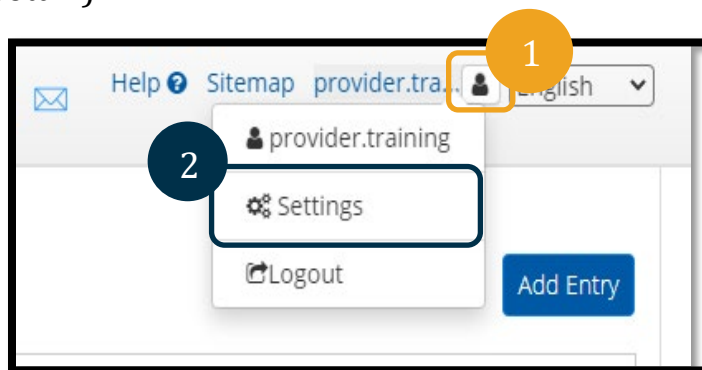 1
Help Sitemap provider.tra... English
provider.training
2
Settings
Logout
Add Entry